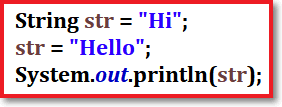 String str = "Hi";
str = "Hello";
System.out.println(str);